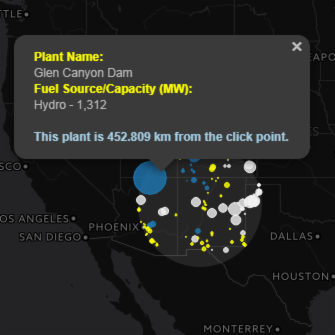 TTLE
Plant Name:
Glen Canyon Dam
Fuel Source/Capacity (MW):
Hydro - 1,312
This plant is 452.809 km from the click point.
SCO
OS ANGELES
SAN DIEGO
PHOENIX
DALLAS
HOUSTON
MONTERREY